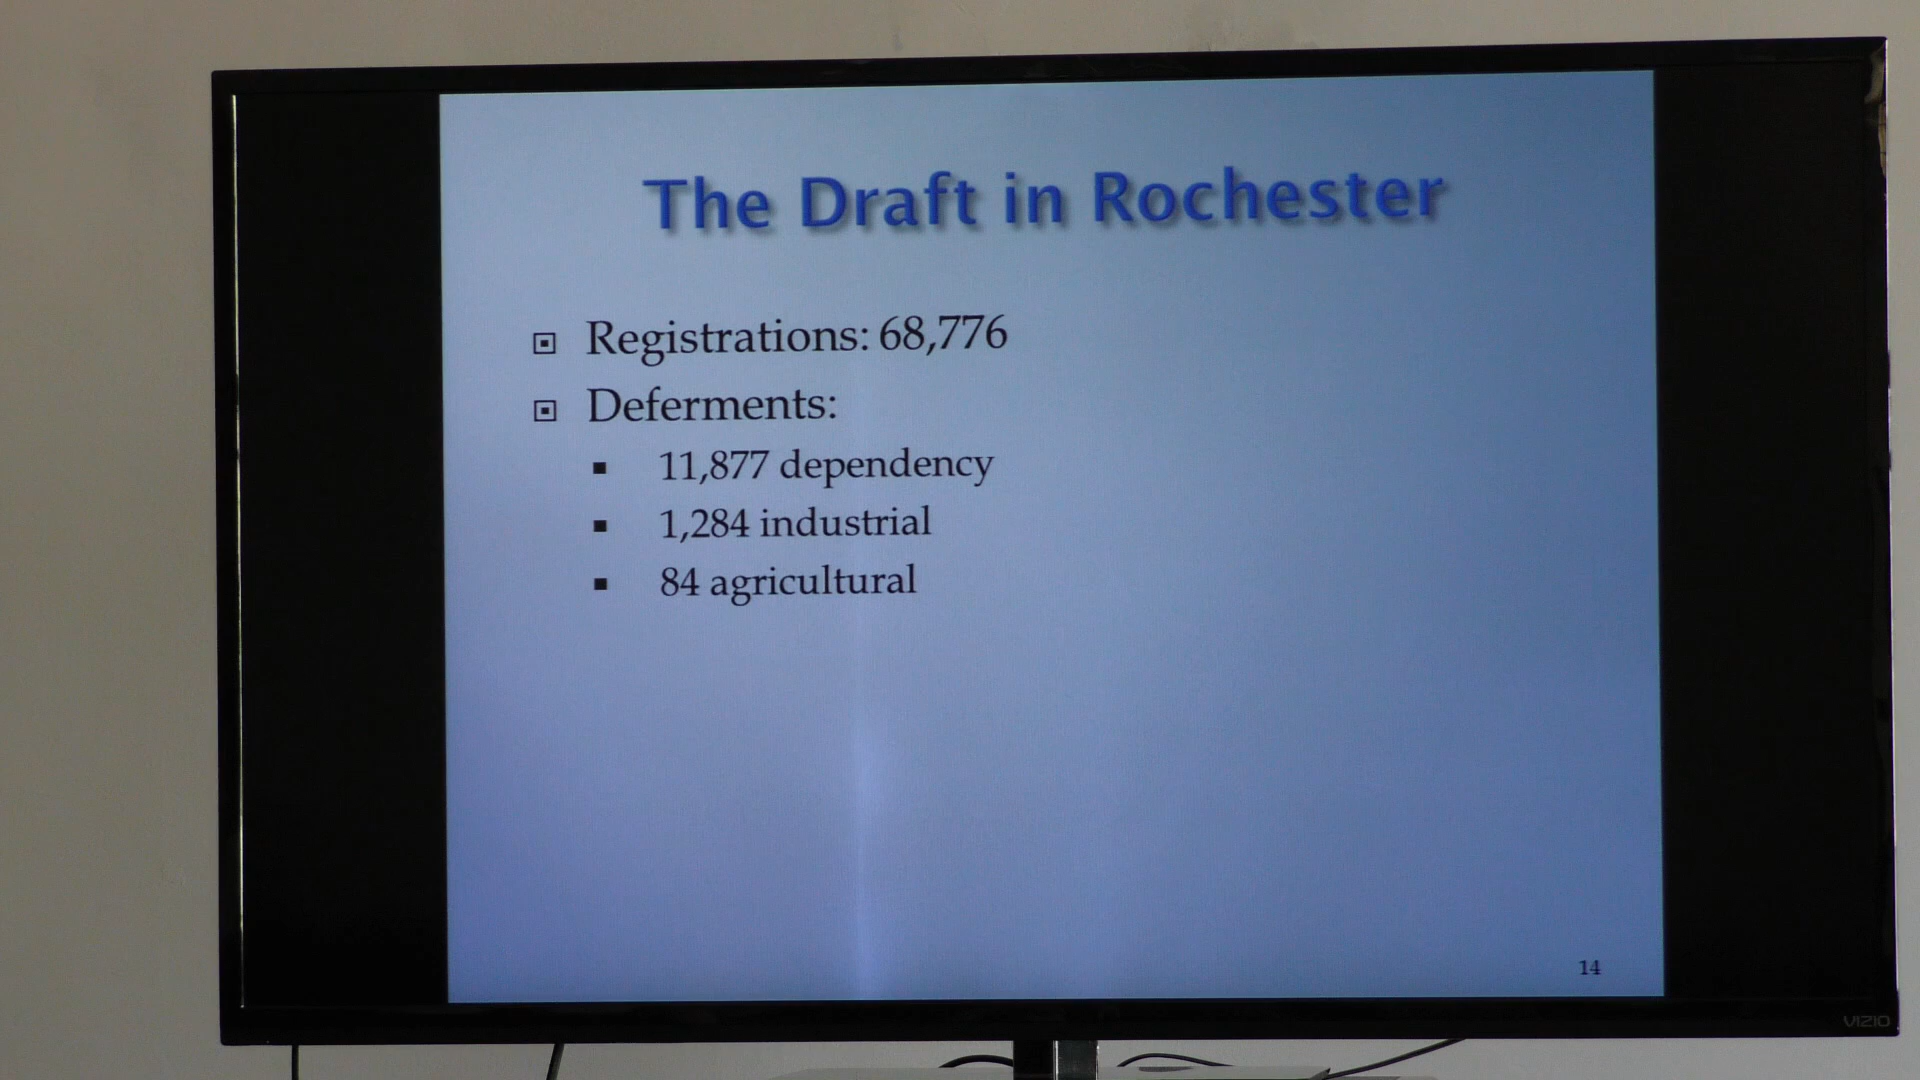 The Draft in Rochester
Registrations: 68,776
Deferments:
11,877 dependency
1,284 industrial
84 agricultural
14
VIZIO